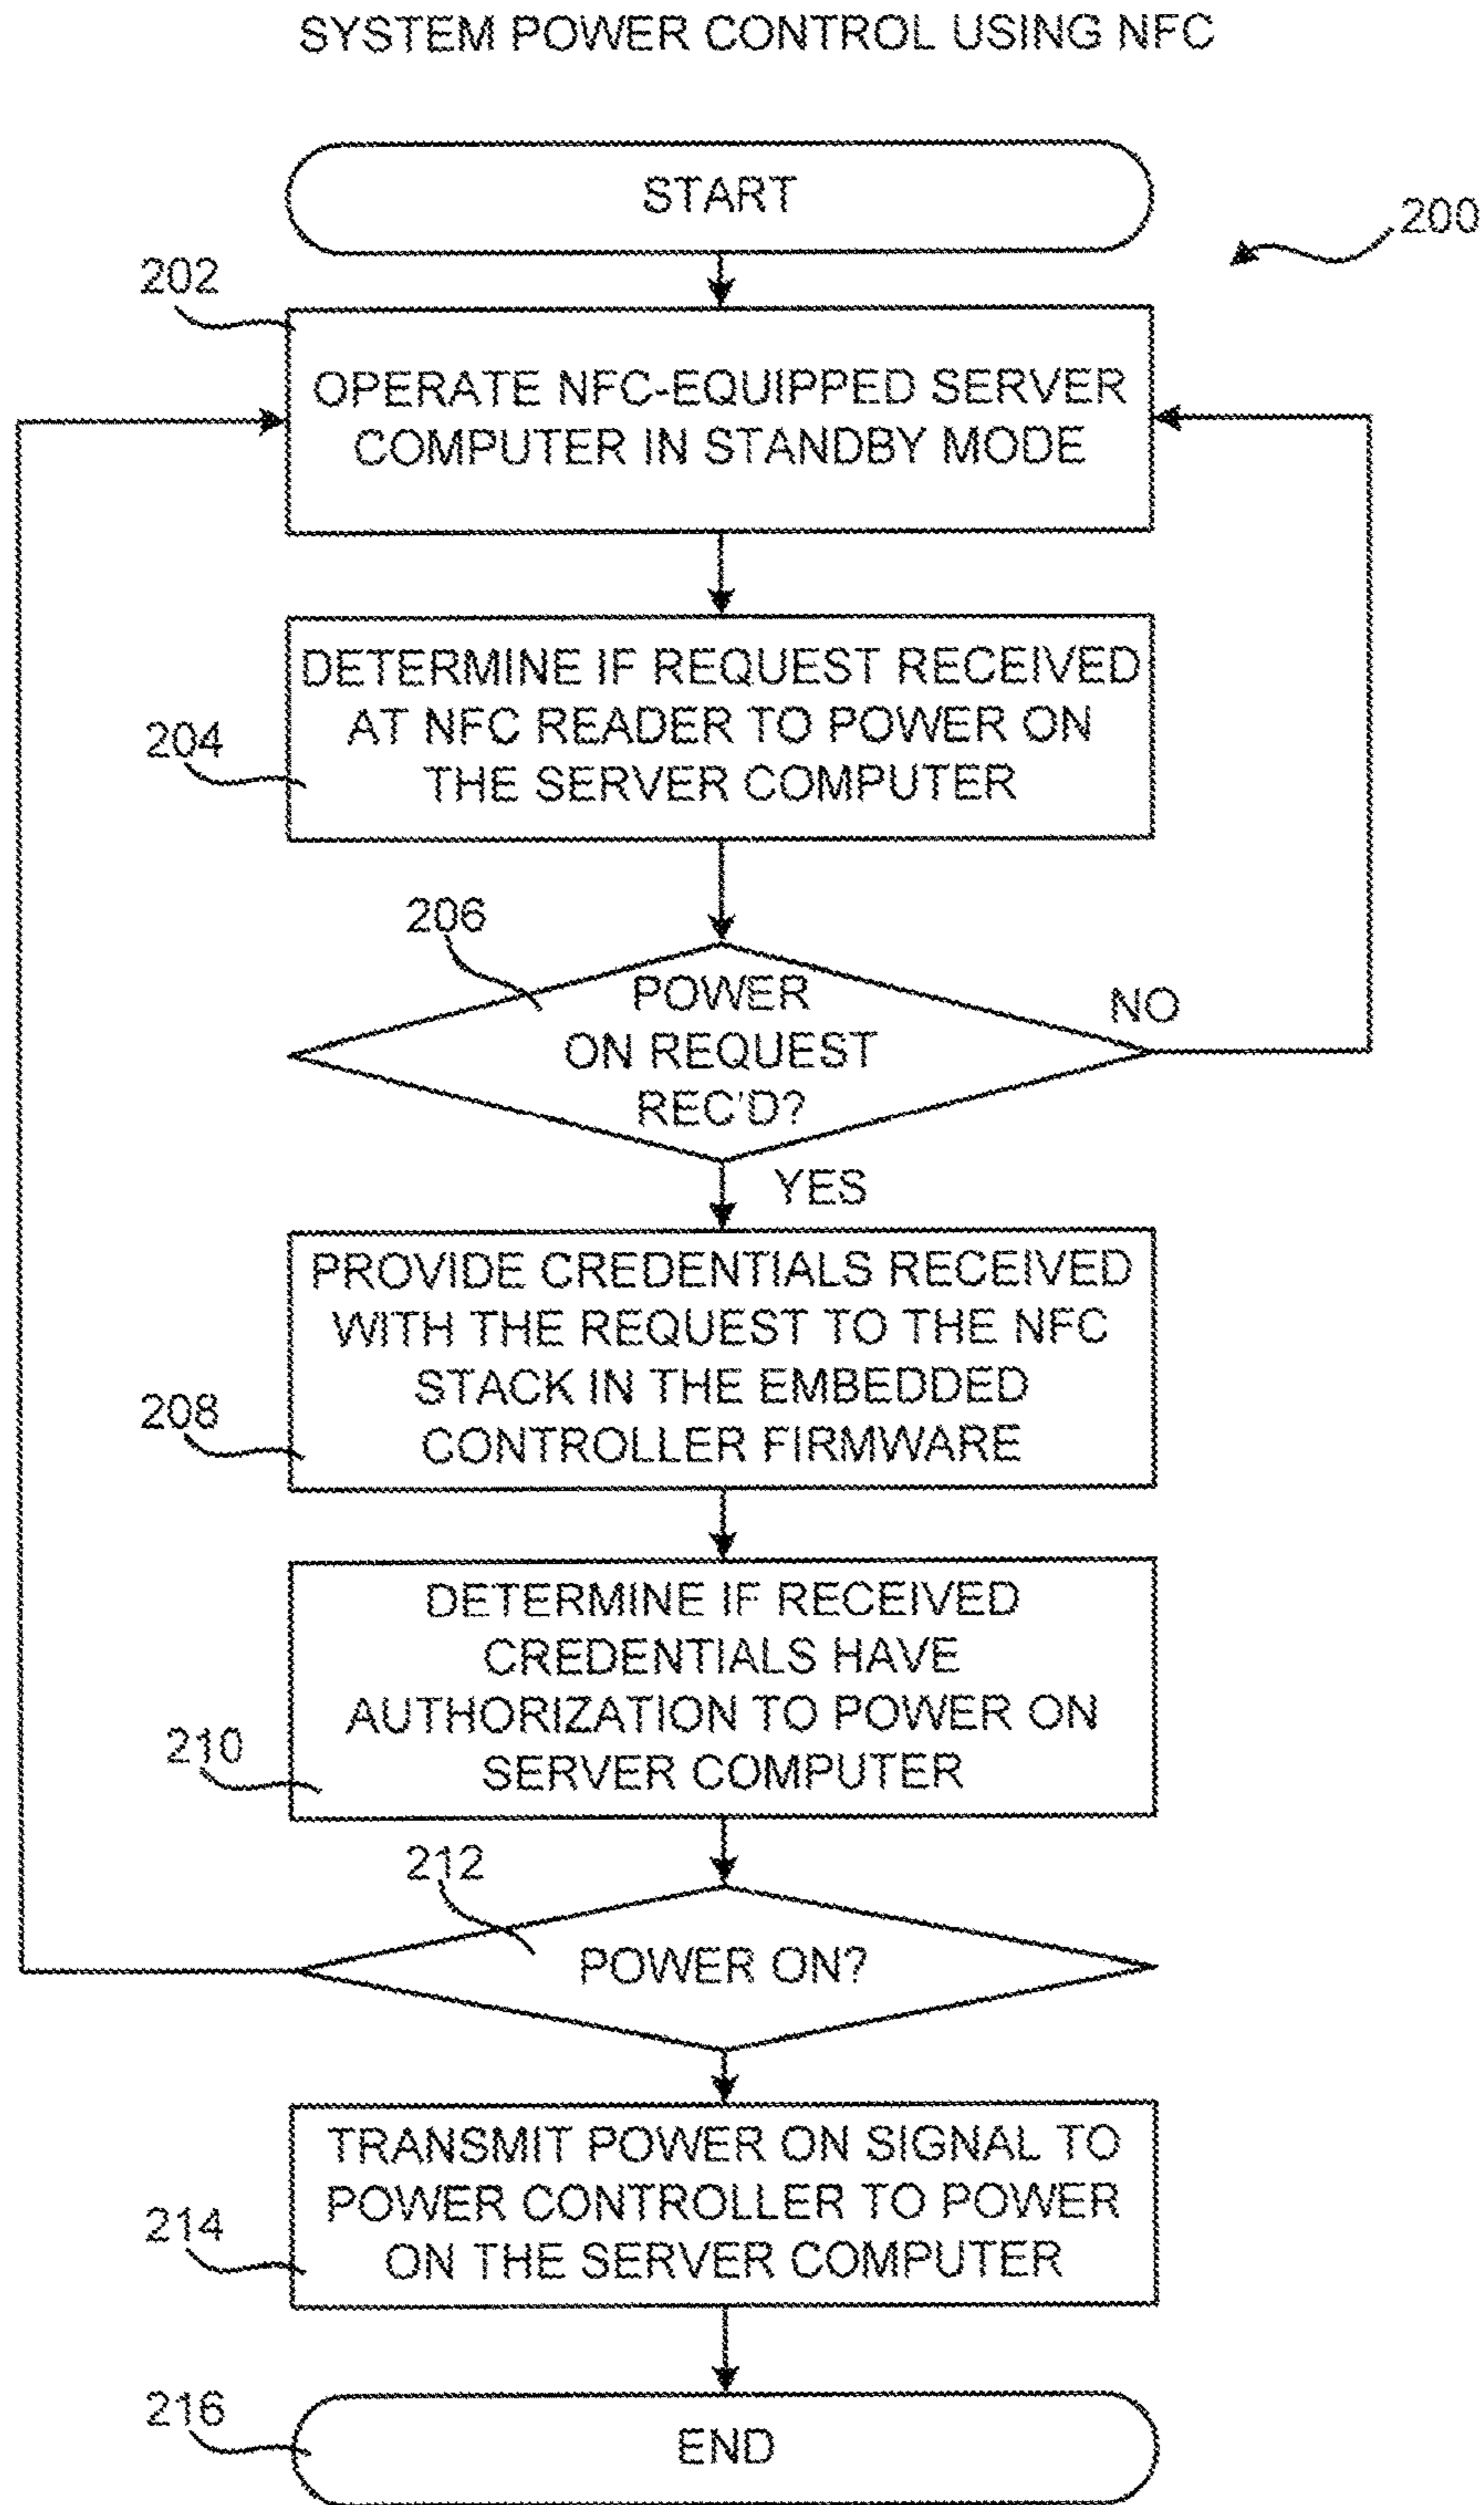 SYSTEM POWER CONTROL USING NFC
START
200
202
OPERATE NFC-EQUIPPED SERVER
COMPUTER IN STANDBY MODE
204
DETERMINE IF REQUEST RECEIVED
AT NFC READER TO POWER ON
THE SERVER COMPUTER
206
POWER
ON REQUEST
REC'D?
NO
YES
208
PROVIDE CREDENTIALS RECEIVED
WITH THE REQUEST TO THE NFC
STACK IN THE EMBEDDED
CONTROLLER FIRMWARE
210
DETERMINE IF RECEIVED
CREDENTIALS HAVE
AUTHORIZATION TO POWER ON
SERVER COMPUTER
212
POWER ON?
214
TRANSMIT POWER ON SIGNAL TO
POWER CONTROLLER TO POWER
ON THE SERVER COMPUTER
216
END